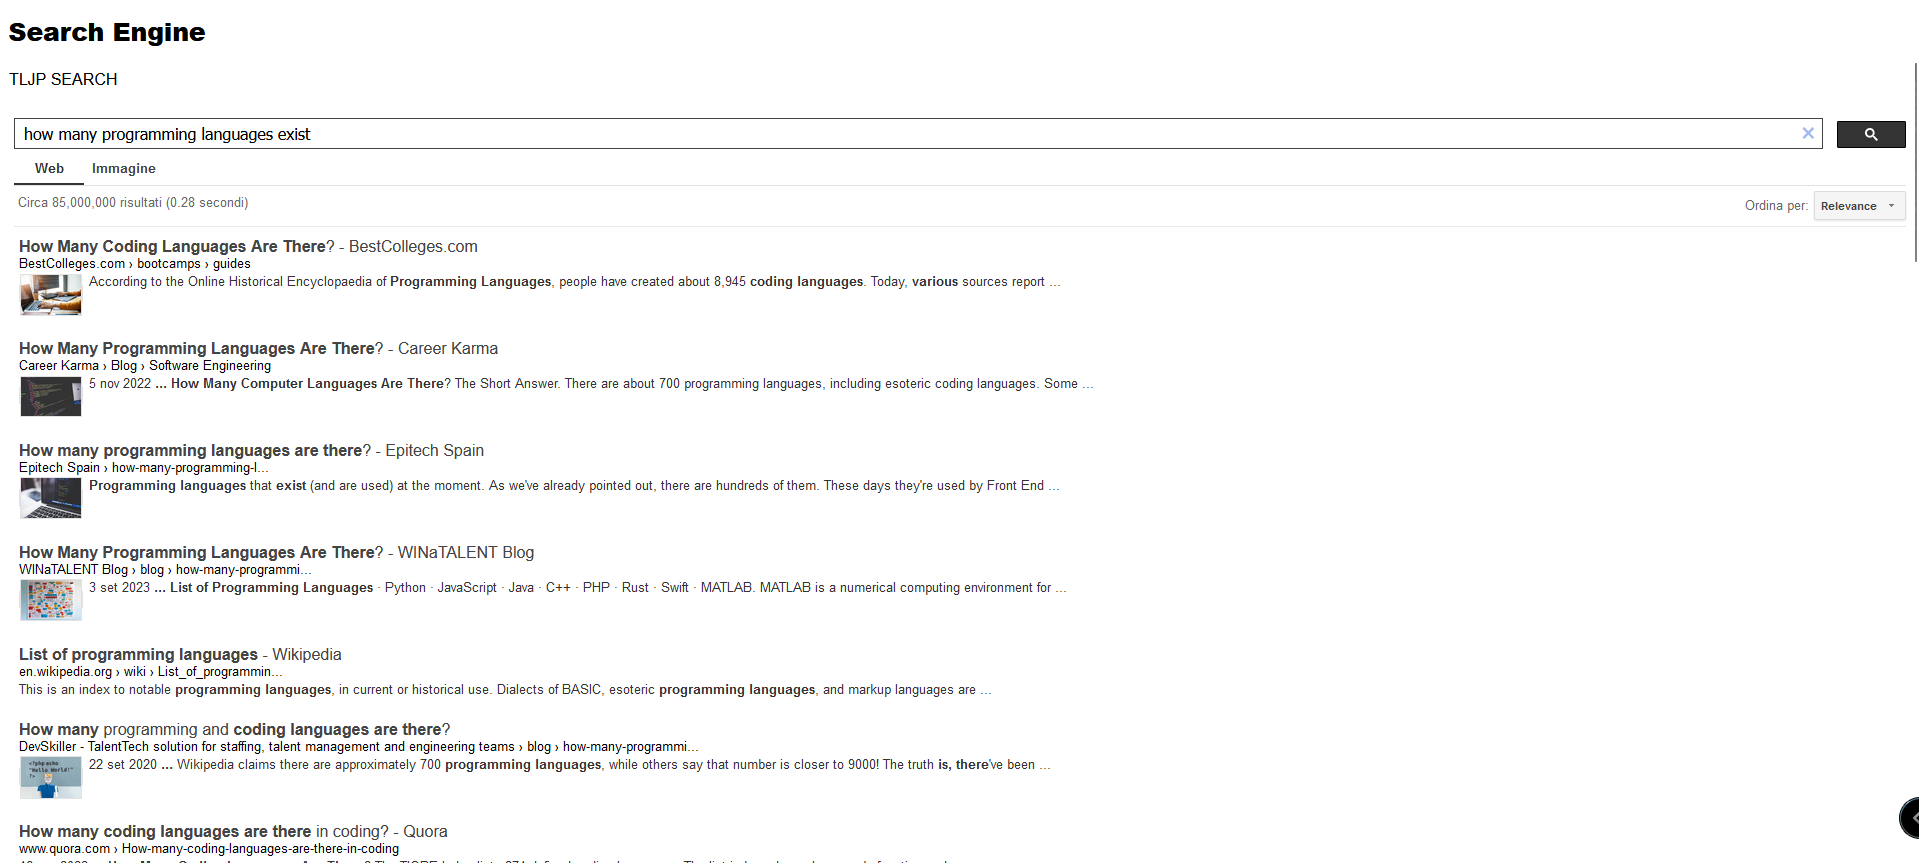 Search Engine
TLJP SEARCH
how many programming languages exist
Web Immagine
Circa 85,000,000 risultati (0.28 secondi)
Ordina per: Relevance
How Many Coding Languages Are There? - BestColleges.com
BestColleges.com › bootcamps › guides
According to the Online Historical Encyclopaedia of Programming Languages, people have created about 8,945 coding languages. Today, various sources report ...
How Many Programming Languages Are There? - Career Karma
Career Karma › Blog › Software Engineering
5 nov 2022 ... How Many Computer Languages Are There? The Short Answer. There are about 700 programming languages, including esoteric coding languages. Some ...
How many programming languages are there? - Epitech Spain
Epitech Spain › how-many-programming-l...
Programming languages that exist (and are used) at the moment. As we've already pointed out, there are hundreds of them. These days they're used by Front End ...
How Many Programming Languages Are There? - WINaTALENT Blog
WINaTALENT Blog › blog › how-many-programmi...
3 set 2023 ... List of Programming Languages · Python · JavaScript · Java · C++ · PHP · Rust · Swift · MATLAB. MATLAB is a numerical computing environment for ...
List of programming languages - Wikipedia
en.wikipedia.org › wiki › List_of_programmin...
This is an index to notable programming languages, in current or historical use. Dialects of BASIC, esoteric programming languages, and markup languages are ...
How many programming and coding languages are there?
DevSkiller - TalentTech solution for staffing, talent management and engineering teams › blog › how-many-programmi...
22 set 2020 ... Wikipedia claims there are approximately 700 programming languages, while others say that number is closer to 9000! The truth is, there've been ...
How many coding languages are there in coding? - Quora
www.quora.com › How-many-coding-languages-are-there-in-coding